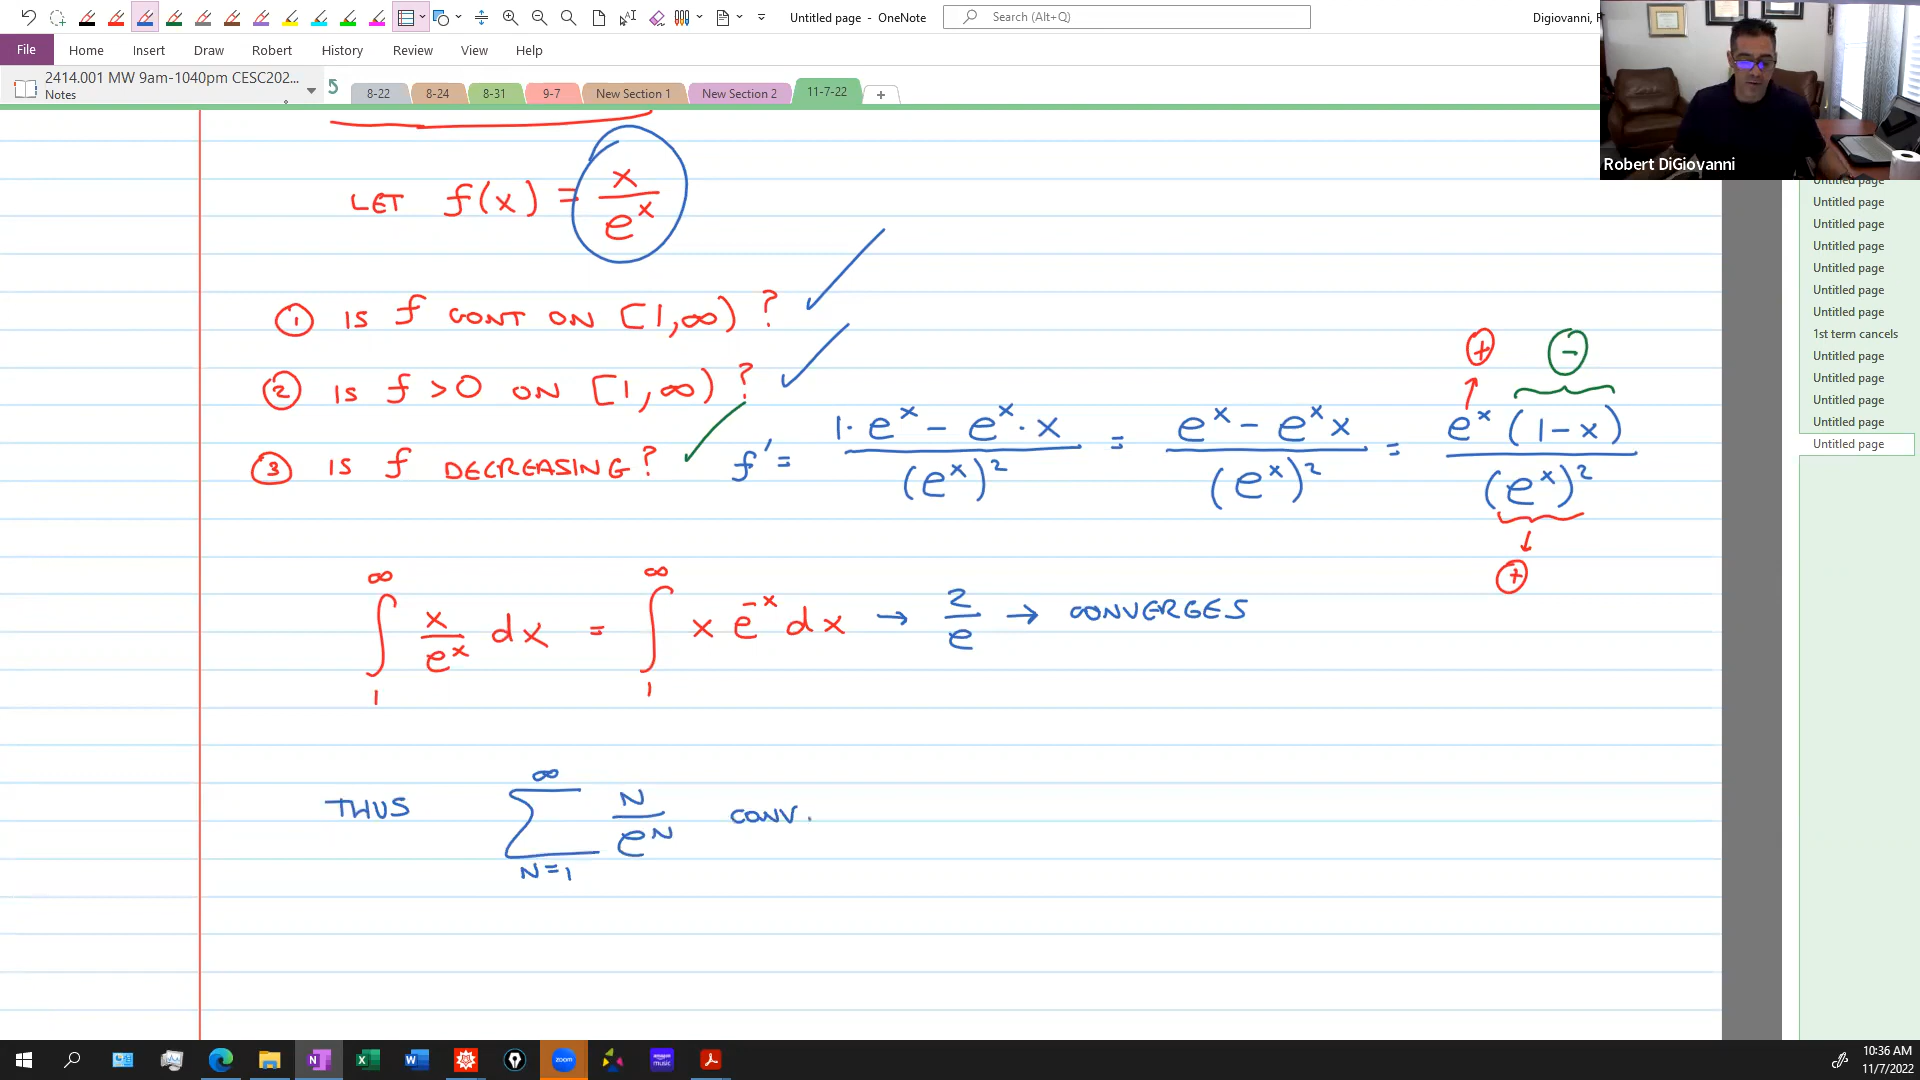 Untitled page - OneNote
Search (Alt+Q)
Digiovanni, R
File Home Insert Draw Robert History Review View Help
2414.001 MW 9am-1040pm CESC202...
Notes
8-22 8-24 8-31 9-7 New Section 1 New Section 2 11-7-22
Robert DiGiovanni
LET f(x) = x / e^x
① IS f CONT ON [1,∞) ?
② IS f > 0 ON [1,∞) ?
③ IS f DECREASING?
f' = 1·e^x - e^x·x / (e^x)^2 = e^x - e^x x / (e^x)^2 = e^x (1-x) / (e^x)^2
+ -
+
∫_1^∞ x/e^x dx = ∫_1^∞ x e^-x dx → 2/e → CONVERGES
THUS ∑_{N=1}^∞ N/e^N CONV.
Untitled page
Untitled page
Untitled page
Untitled page
Untitled page
Untitled page
Untitled page
1st term cancels
Untitled page
Untitled page
Untitled page
Untitled page
Untitled page
zoom
amazon music
10:36 AM
11/7/2022